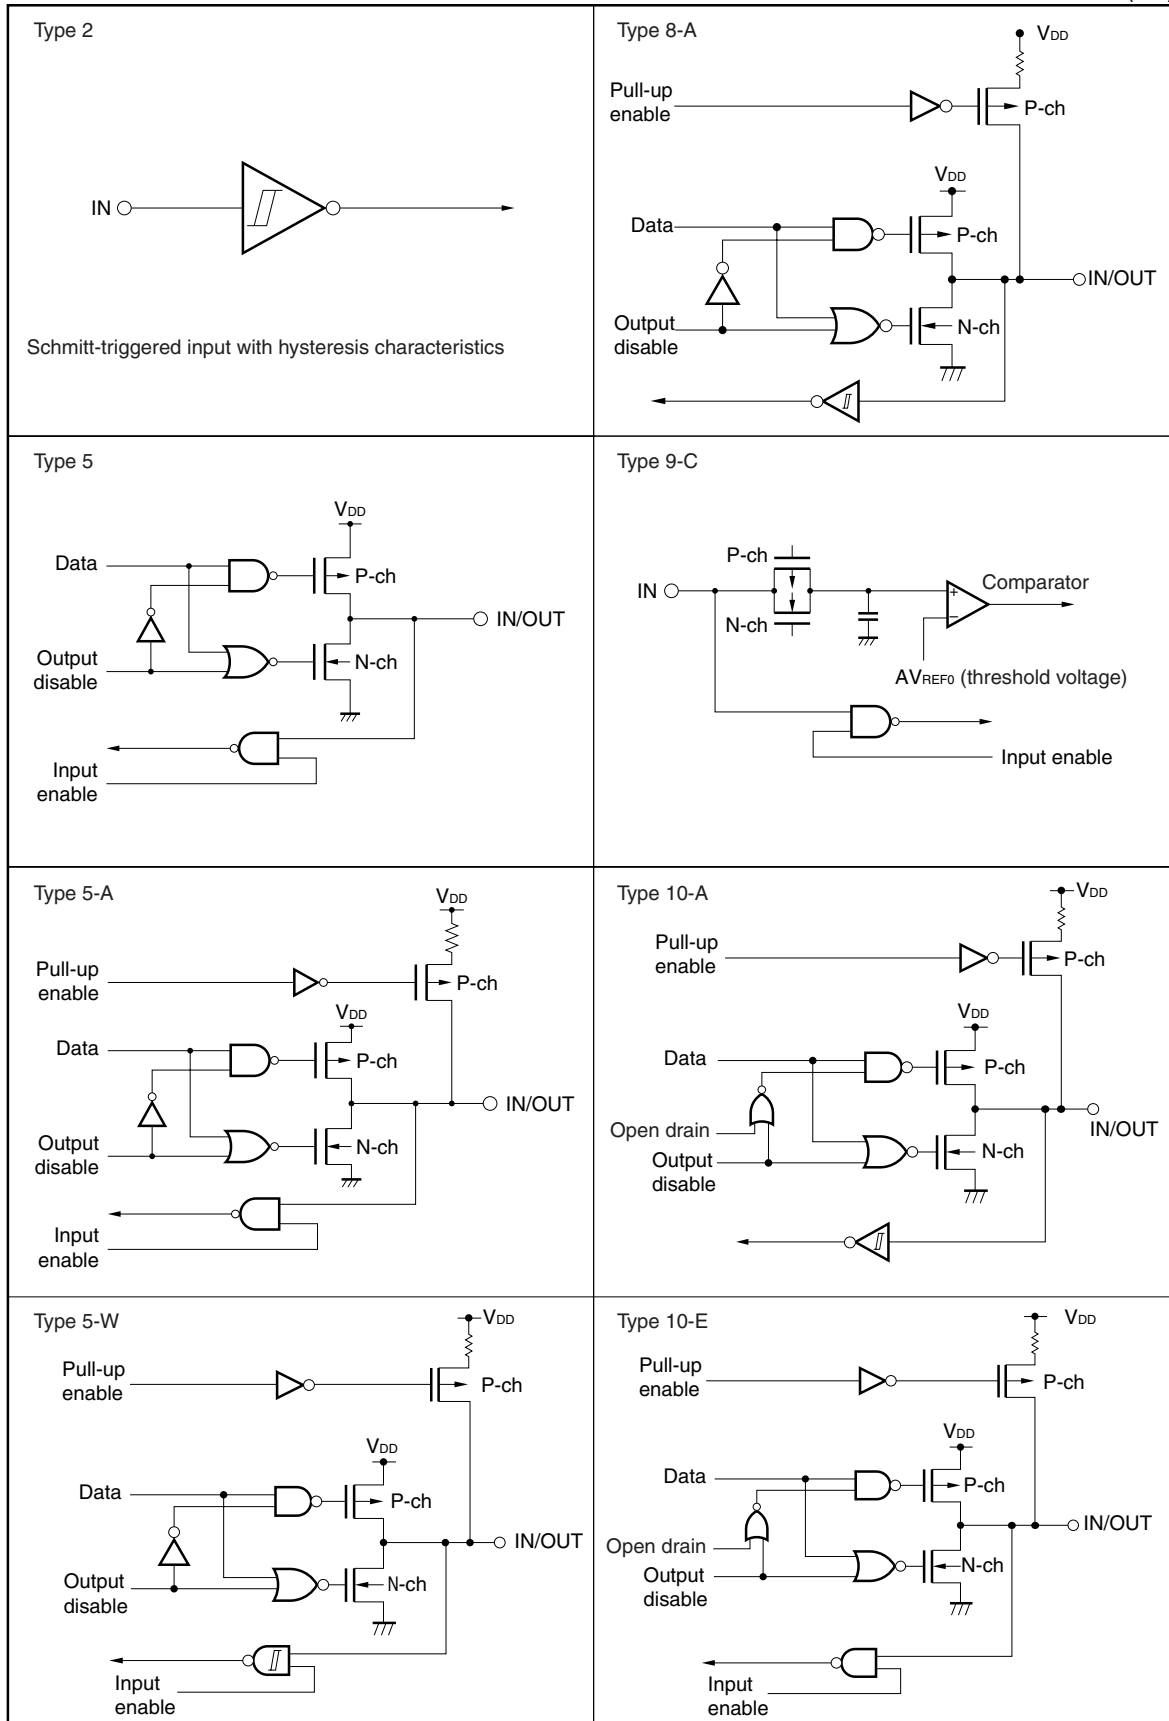 Type 2
IN
Schmitt-triggered input with hysteresis characteristics
Type 8-A
VDD
Pull-up
enable
P-ch
VDD
Data
P-ch
IN/OUT
Output
disable
N-ch
Type 5
VDD
Data
P-ch
IN/OUT
Output
disable
N-ch
Input
enable
Type 9-C
P-ch
IN
N-ch
Comparator
+
−
AVREF0 (threshold voltage)
Input enable
Type 5-A
VDD
Pull-up
enable
P-ch
VDD
Data
P-ch
IN/OUT
Output
disable
N-ch
Input
enable
Type 10-A
VDD
Pull-up
enable
P-ch
VDD
Data
P-ch
Open drain
IN/OUT
Output
disable
N-ch
Type 5-W
VDD
Pull-up
enable
P-ch
VDD
Data
P-ch
IN/OUT
Output
disable
N-ch
Input
enable
Type 10-E
VDD
Pull-up
enable
P-ch
VDD
Data
P-ch
IN/OUT
Open drain
Output
disable
N-ch
Input
enable